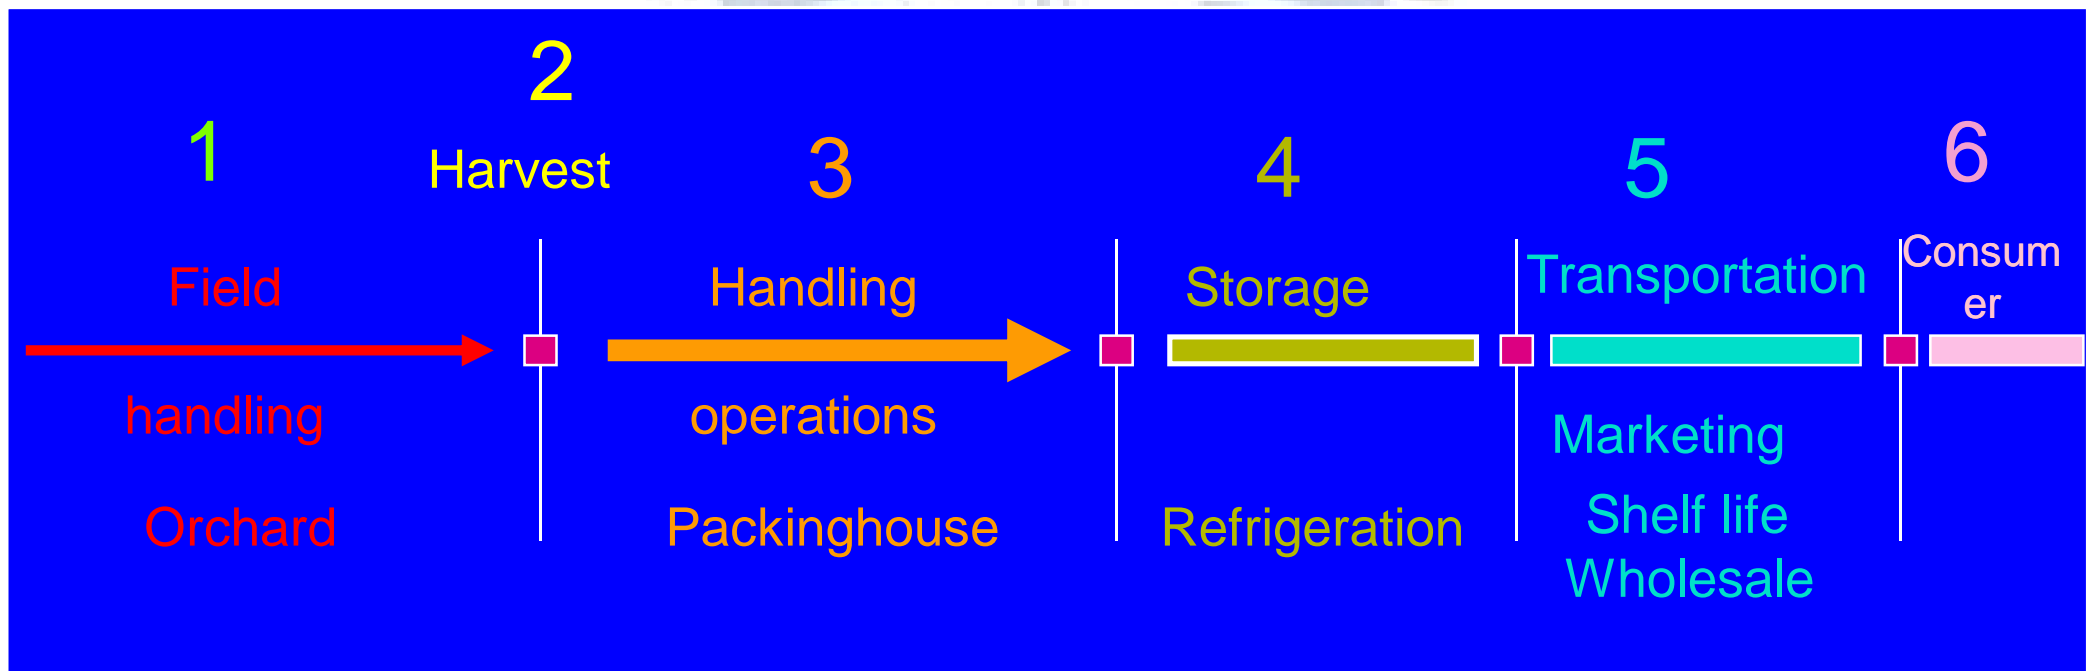 1
Field
handling
Orchard
2
Harvest
3
Handling
operations
Packinghouse
4
Storage
Refrigeration
5
Transportation
Marketing
Shelf life
Wholesale
6
Consum
er